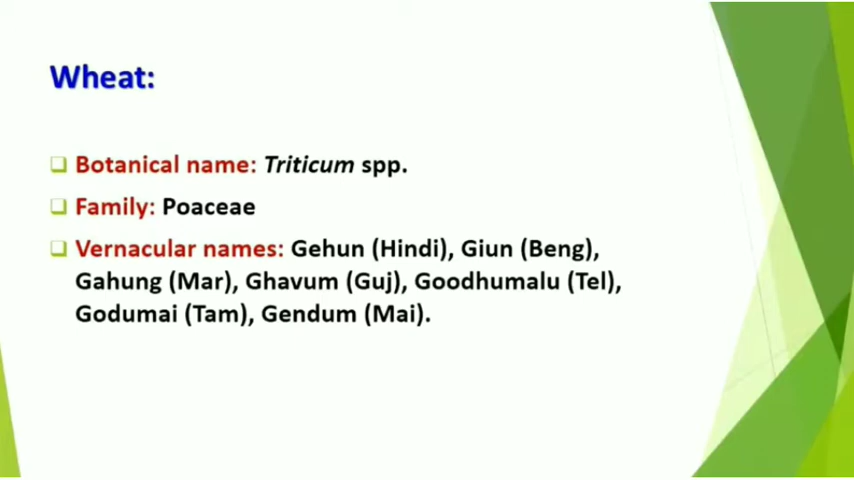 Wheat:
Botanical name: Triticum spp.
Family: Poaceae
Vernacular names: Gehun (Hindi), Giun (Beng),
Gahung (Mar), Ghavum (Guj), Goodhumalu (Tel),
Godumai (Tam), Gendum (Mai).